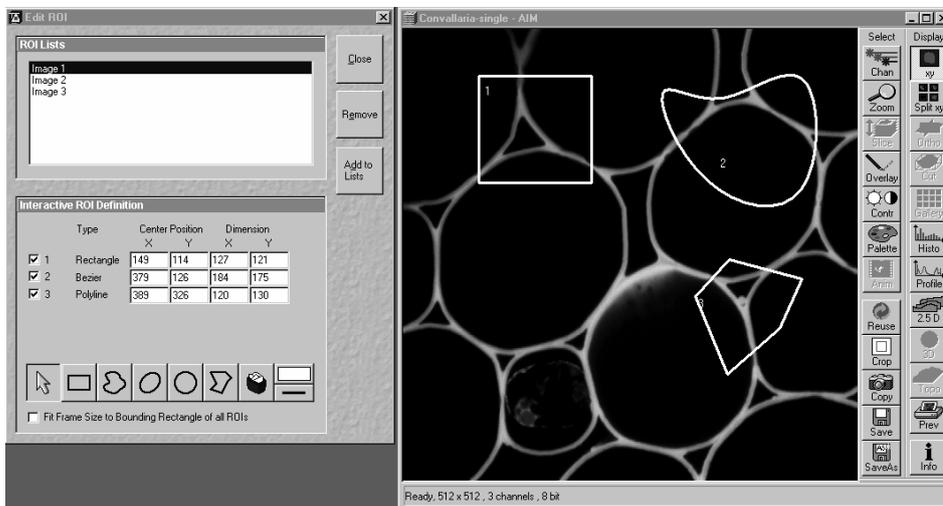 Edit ROI
ROI Lists
Image 1
Image 2
Image 3
Close
Remove
Add to
Lists
Interactive ROI Definition
Type Center Position Dimension
X Y X Y
1 Rectangle 149 114 127 121
2 Bezier 379 126 184 175
3 Polyline 389 326 120 130
Fit Frame Size to Bounding Rectangle of all ROIs
Convallaria-single - AIM
1
2
3
Select
Chan
Zoom
Slice
Overlay
Contr
Palette
Anim
Reuse
Crop
Copy
Save
AS
SaveAs
Display
xy
Split xy
Ortho
Cut
Gallery
Histo
Profile
2.5 D
3D
Topo
Prev
Info
Ready, 512 x 512 , 3 channels , 8 bit